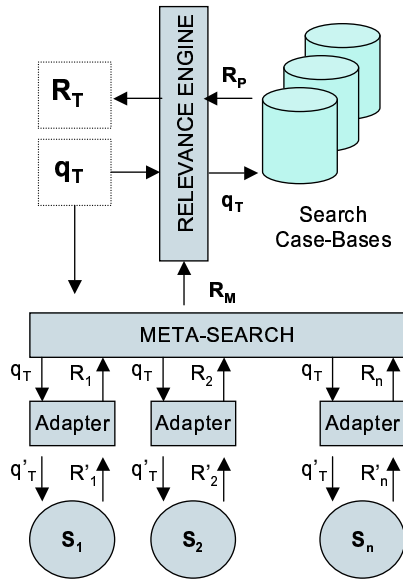 R_T
q_T
RELEVANCE ENGINE
R_P
q_T
Search
Case-Bases
R_M
META-SEARCH
q_T R_1 q_T R_2 q_T R_n
Adapter Adapter Adapter
q'_T R'_1 q'_T R'_2 q'_T R'_n
S_1 S_2 S_n